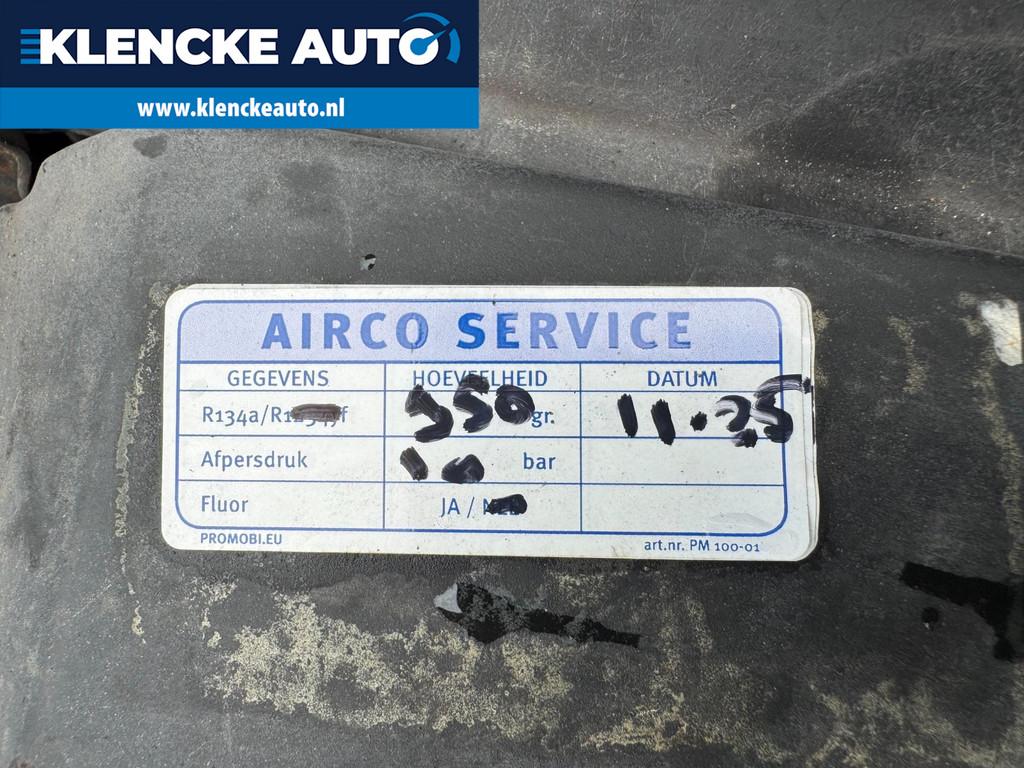 KLENCKE AUTO
www.klenckeauto.nl
AIRCO SERVICE
GEGEVENS HOEVEELHEID DATUM
R134a/R1234yf 550 gr. 11.25
Afpersdruk 10 bar
Fluor JA / NEE
PROMOBI.EU art.nr. PM 100-01